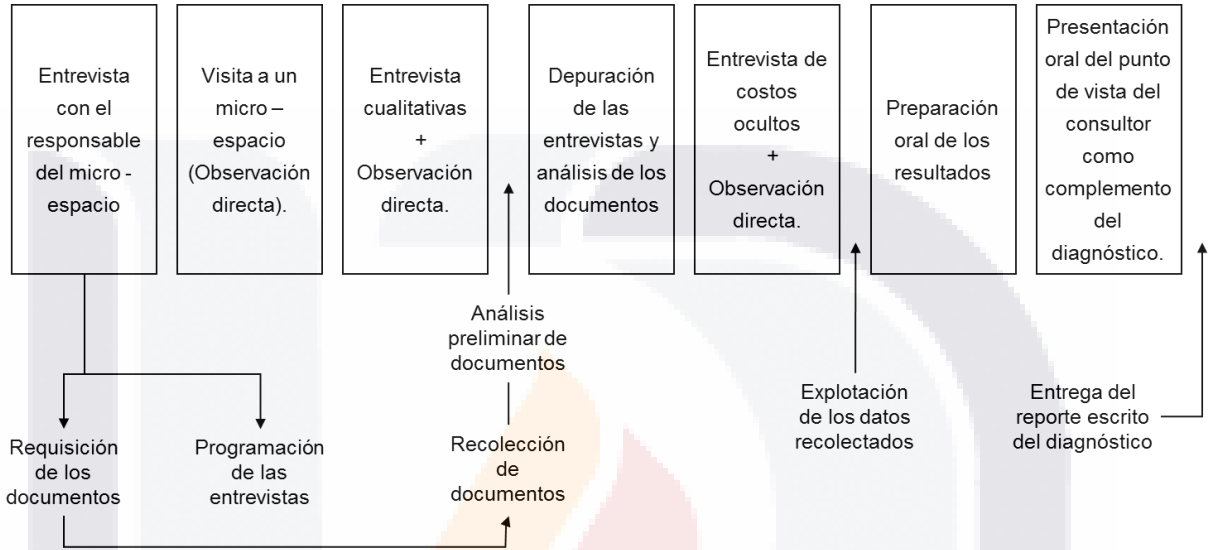 Entrevista
con el
responsable
del micro -
espacio
Visita a un
micro –
espacio
(Observación
directa).
Entrevista
cualitativas
+
Observación
directa.
Depuración
de las
entrevistas y
análisis de los
documentos
Entrevista de
costos
ocultos
+
Observación
directa.
Preparación
oral de los
resultados
Presentación
oral del punto
de vista del
consultor
como
complemento
del
diagnóstico.
Análisis
preliminar de
documentos
Explotación
de los datos
recolectados
Entrega del
reporte escrito
del diagnóstico
Requisición
de los
documentos
Programación
de las
entrevistas
Recolección
de
documentos